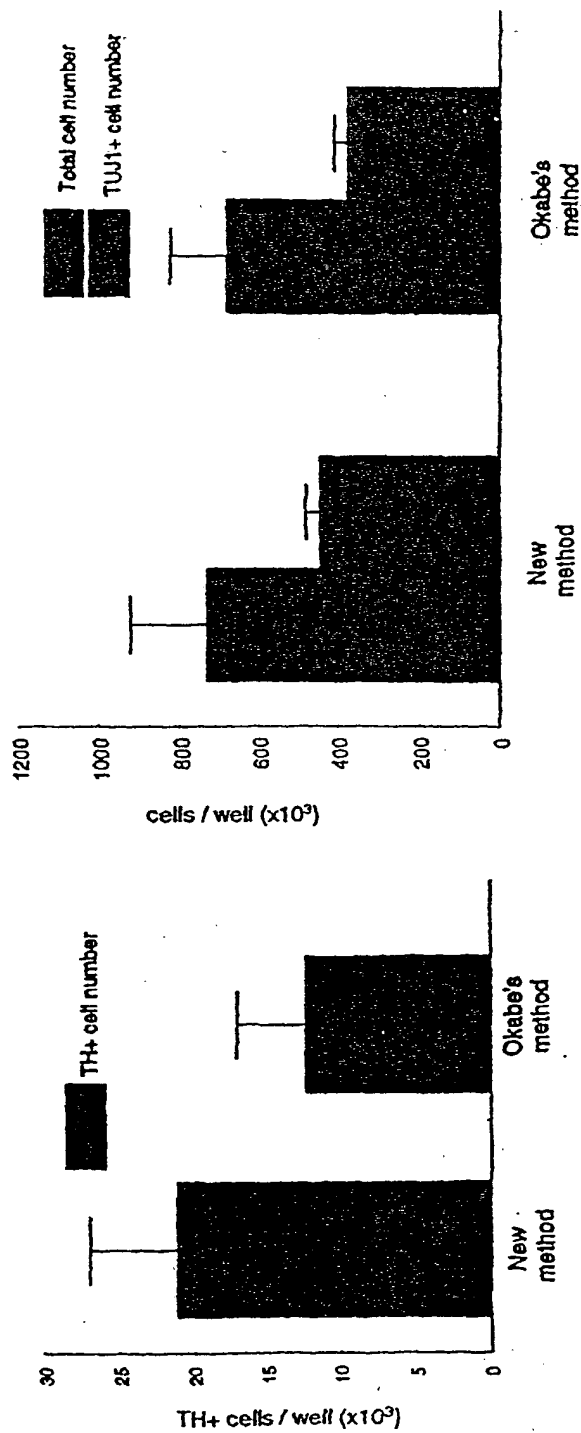 30
25
20
15
10
5
0
TH+ cells / well (x10³)
TH+ cell number
New
method
Okabe's
method
1200
1000
800
600
400
200
0
cells / well (x10³)
Total cell number
TUJ1+ cell number
New
method
Okabe's
method